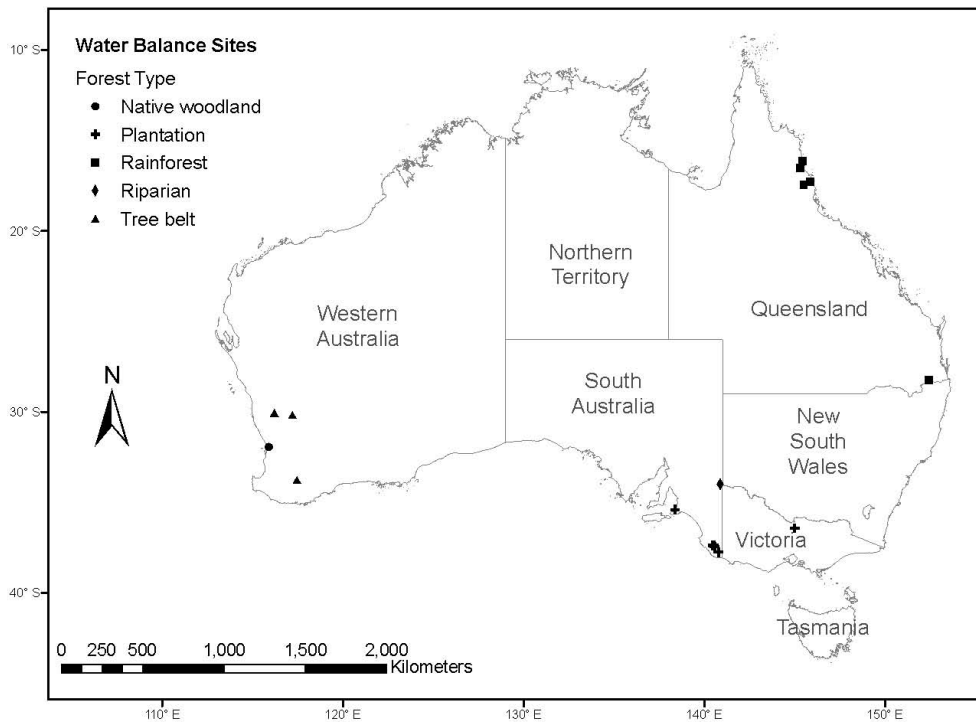 Water Balance Sites
Forest Type
Native woodland
Plantation
Rainforest
Riparian
Tree belt
10° S
20° S
30° S
40° S
Northern
Territory
Western
Australia
Queensland
South
Australia
New
South
Wales
Victoria
Tasmania
N
0 250 500 1,000 1,500 2,000
Kilometers
110° E 120° E 130° E 140° E 150° E